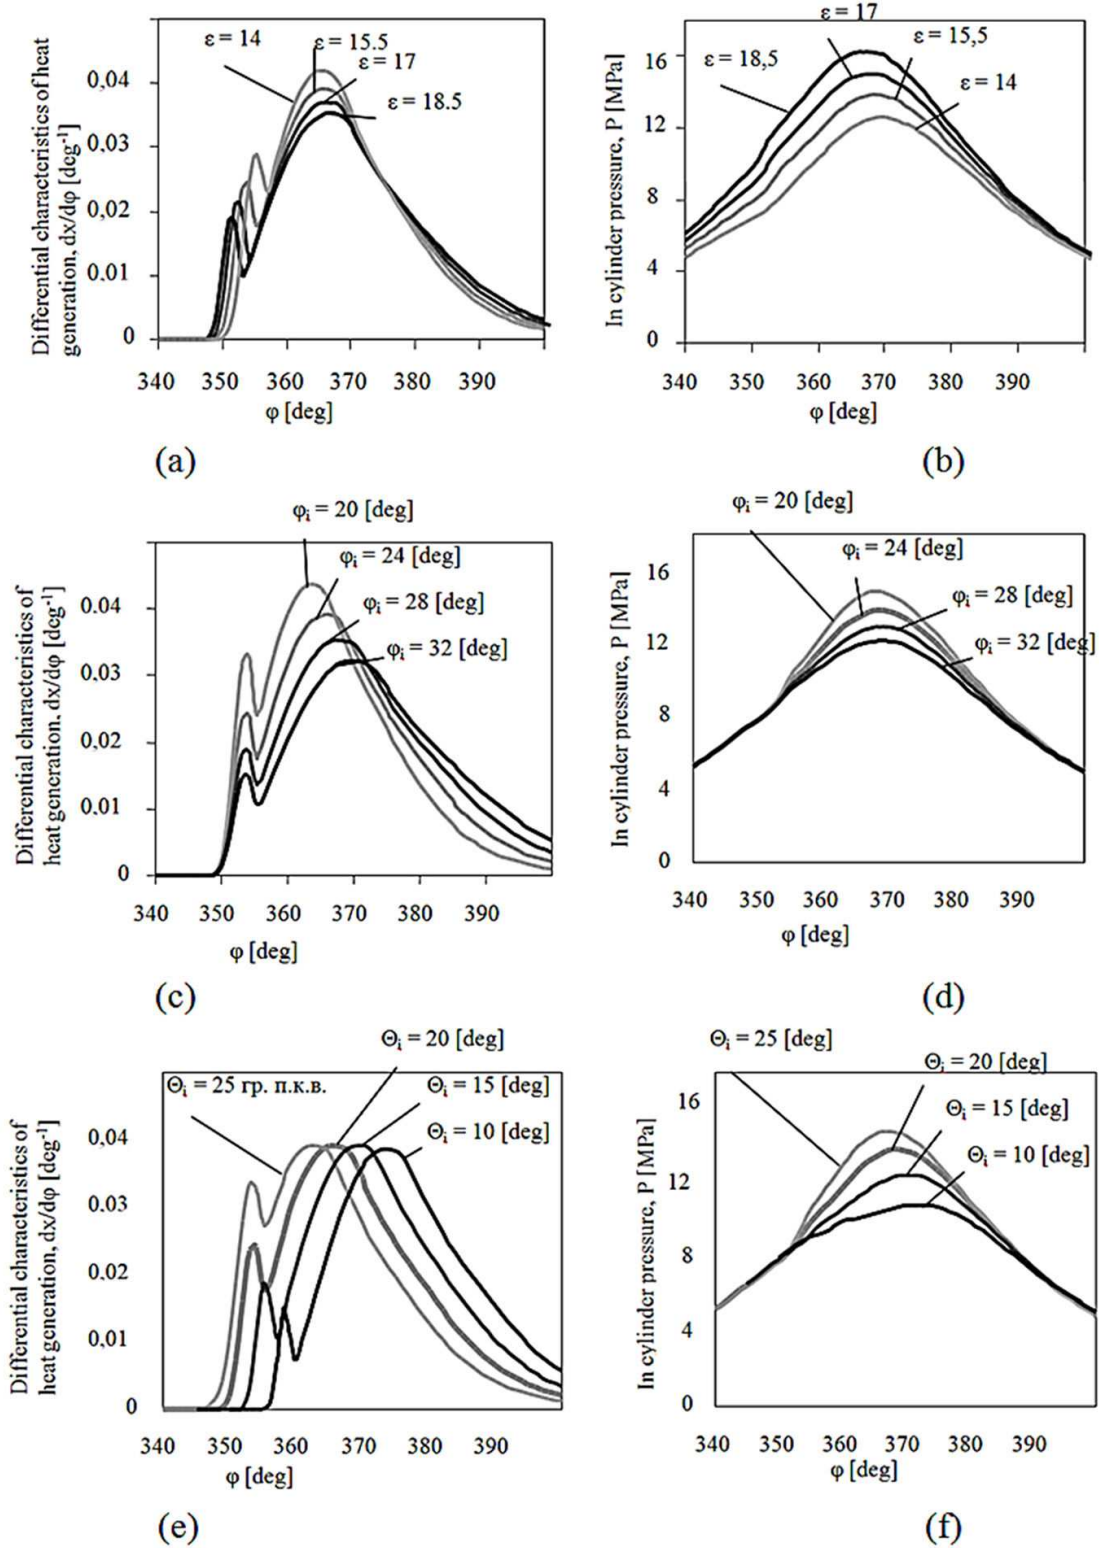 Differential characteristics of heat
generation, dx/dφ [deg⁻¹]
ε = 14
ε = 15.5
ε = 17
ε = 18.5
0,04
0.03
0.02
0.01
0
340 350 360 370 380 390
φ [deg]
(a)
In cylinder pressure, P [MPa]
ε = 17
ε = 15,5
ε = 18,5
ε = 14
16
12
8
4
0
340 350 360 370 380 390
φ [deg]
(b)
Differential characteristics of
heat generation. dx/dφ [deg⁻¹]
φᵢ = 20 [deg]
φᵢ = 24 [deg]
φᵢ = 28 [deg]
φᵢ = 32 [deg]
0.04
0.03
0.02
0.01
0
340 350 360 370 380 390
φ [deg]
(c)
In cylinder pressure, P [MPa]
φᵢ = 20 [deg]
φᵢ = 24 [deg]
φᵢ = 28 [deg]
φᵢ = 32 [deg]
16
12
8
4
0
340 350 360 370 380 390
φ [deg]
(d)
Differential characteristics of
heat generation, dx/dφ [deg⁻¹]
Θᵢ = 20 [deg]
Θᵢ = 25 гр. п.к.в.
Θᵢ = 15 [deg]
Θᵢ = 10 [deg]
0,04
0.03
0.02
0.01
0
340 350 360 370 380 390
φ [deg]
(e)
In cylinder pressure, P [MPa]
Θᵢ = 25 [deg]
Θᵢ = 20 [deg]
Θᵢ = 15 [deg]
Θᵢ = 10 [deg]
16
12
8
4
0
340 350 360 370 380 390
φ [deg]
(f)